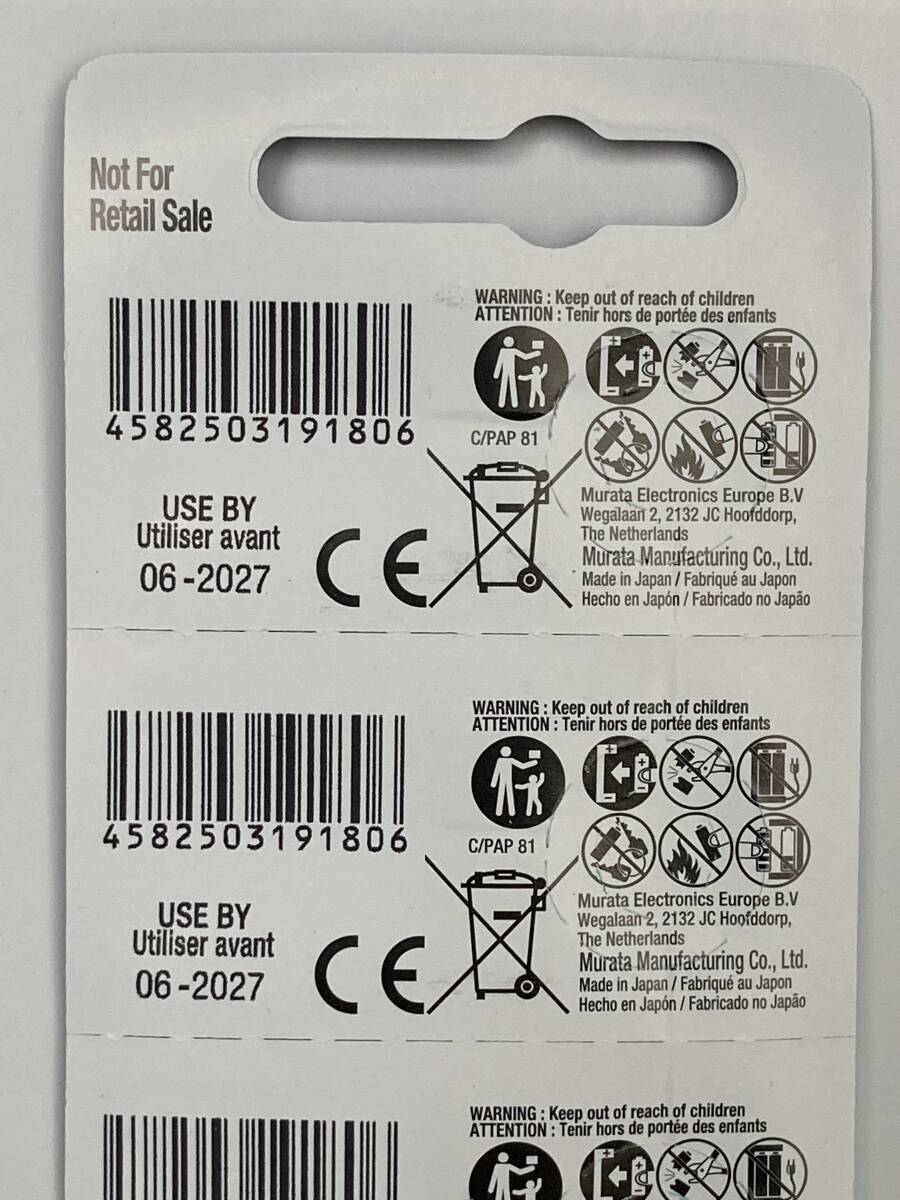 Not For
Retail Sale
4582503191806
WARNING : Keep out of reach of children
ATTENTION : Tenir hors de portée des enfants
C/PAP 81
USE BY
Utiliser avant
06-2027
CE
Murata Electronics Europe B.V
Wegalaan 2, 2132 JC Hoofddorp,
The Netherlands
Murata Manufacturing Co., Ltd.
Made in Japan / Fabriqué au Japon
Hecho en Japón / Fabricado no Japão
4582503191806
WARNING : Keep out of reach of children
ATTENTION : Tenir hors de portée des enfants
C/PAP 81
USE BY
Utiliser avant
06-2027
CE
Murata Electronics Europe B.V
Wegalaan 2, 2132 JC Hoofddorp,
The Netherlands
Murata Manufacturing Co., Ltd.
Made in Japan / Fabriqué au Japon
Hecho en Japón / Fabricado no Japão
WARNING : Keep out of reach of children
ATTENTION : Tenir hors de portée des enfants